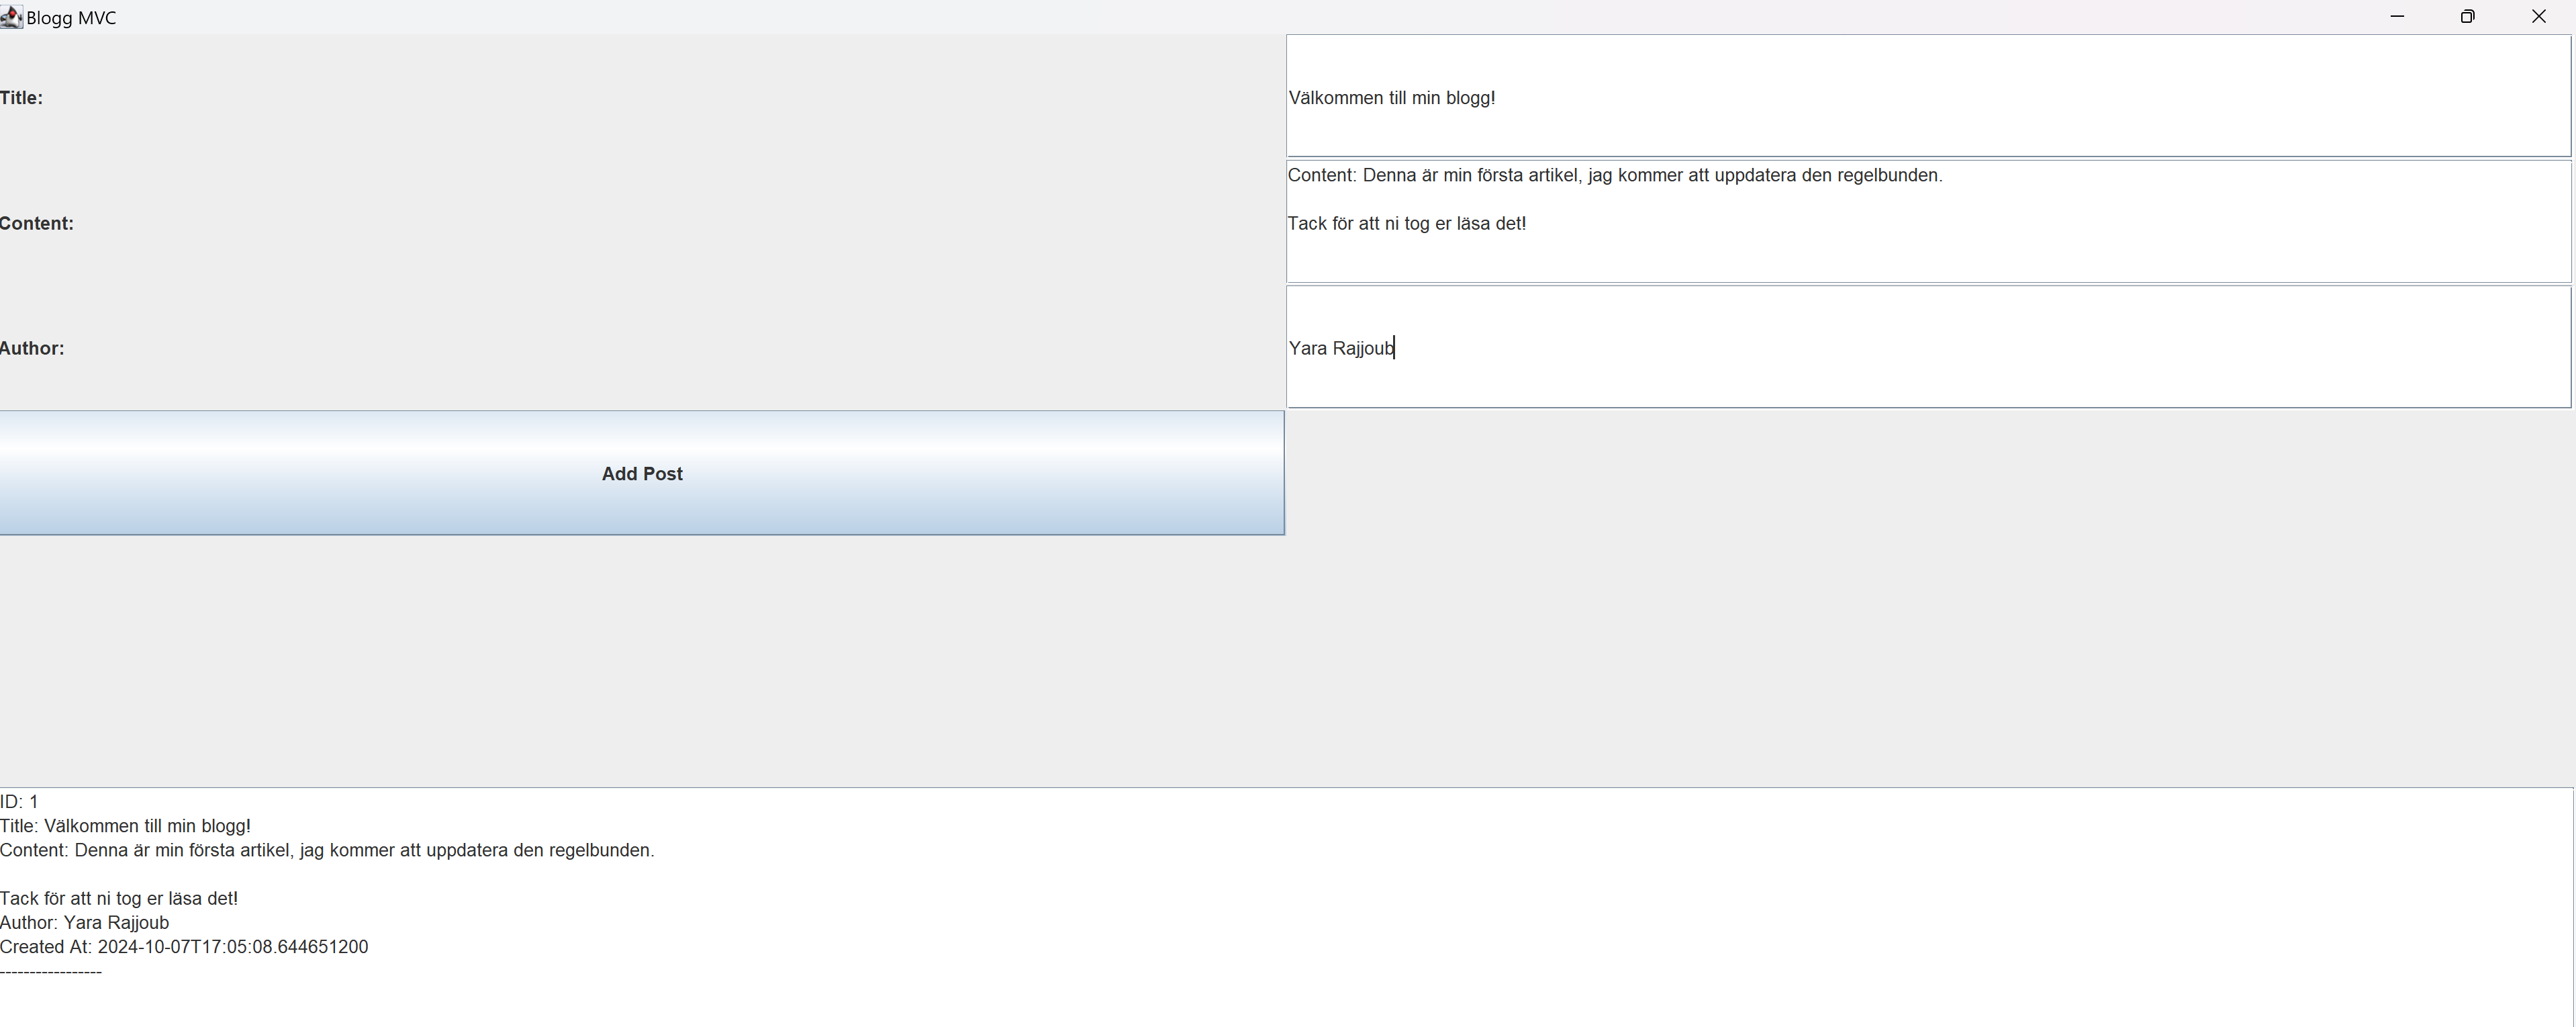 Blogg MVC
Title:
Välkommen till min blogg!
Content:
Content: Denna är min första artikel, jag kommer att uppdatera den regelbunden.
Tack för att ni tog er läsa det!
Author:
Yara Rajjoub
Add Post
ID: 1
Title: Välkommen till min blogg!
Content: Denna är min första artikel, jag kommer att uppdatera den regelbunden.
Tack för att ni tog er läsa det!
Author: Yara Rajjoub
Created At: 2024-10-07T17:05:08.644651200
-----------------